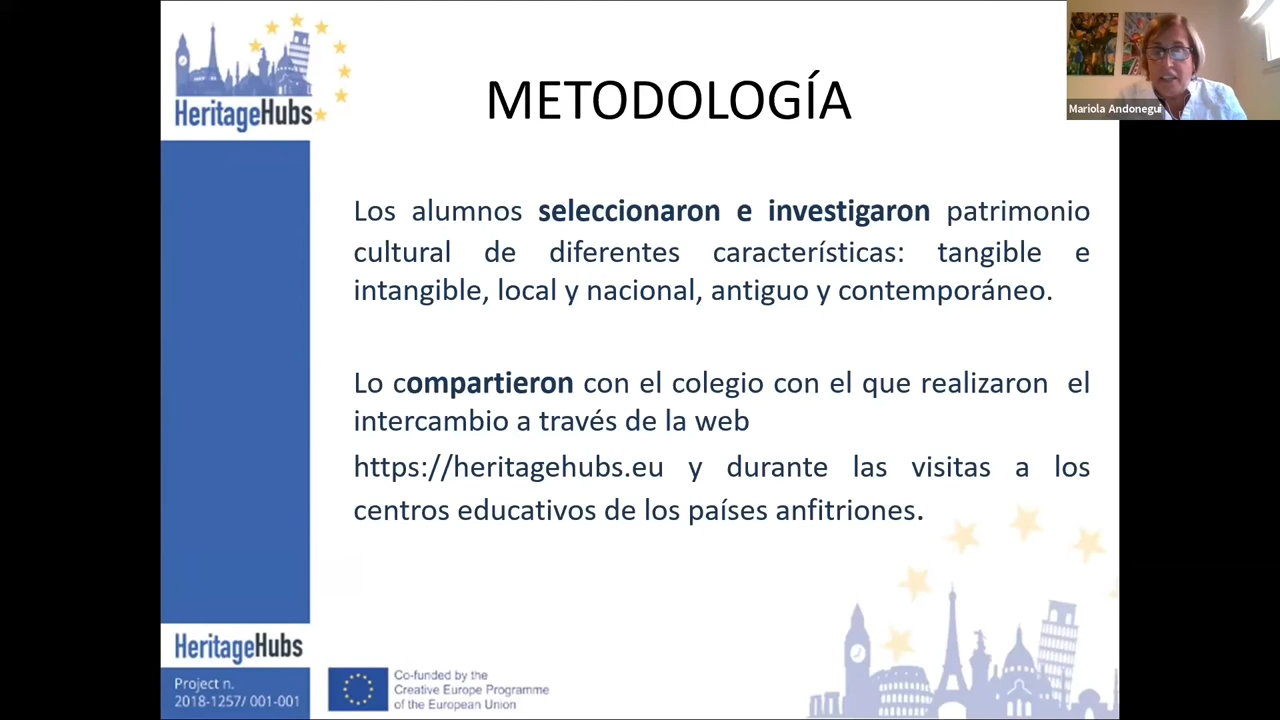 HeritageHubs
METODOLOGÍA
Mariola Andonegui
Los alumnos seleccionaron e investigaron patrimonio
cultural de diferentes características: tangible e
intangible, local y nacional, antiguo y contemporáneo.
Lo compartieron con el colegio con el que realizaron el
intercambio a través de la web
https://heritagehubs.eu y durante las visitas a los
centros educativos de los países anfitriones.
HeritageHubs
Project n.
2018-1257/ 001-001
Co-funded by the
Creative Europe Programme
of the European Union